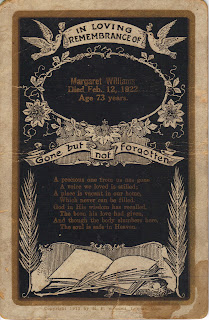 IN LOVING
REMEMBRANCE OF
Margaret Williams
Died Feb. 12, 1922
Age 73 years.
Gone but not Forgotten
A precious one from us has gone
A voice we loved is stilled;
A place is vacant in our home,
Which never can be filled.
God in His wisdom has recalled,
The boon his love had given,
And though the body slumbers here,
The soul is safe in Heaven.